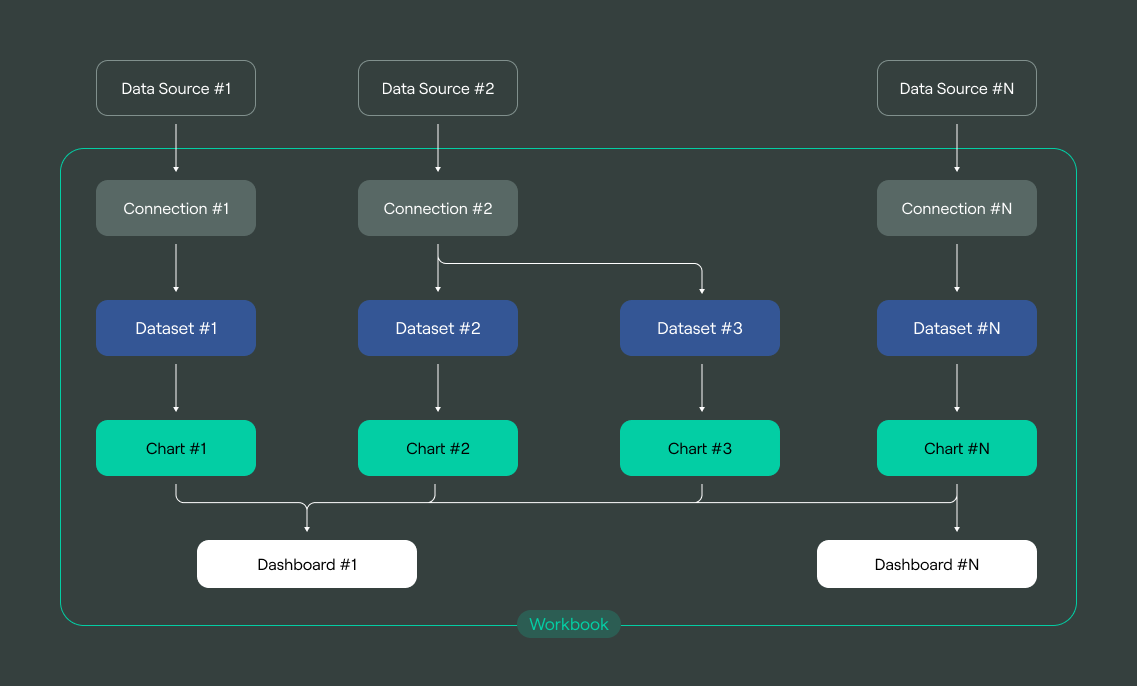 Data Source #1
Data Source #2
Data Source #N
Connection #1
Connection #2
Connection #N
Dataset #1
Dataset #2
Dataset #3
Dataset #N
Chart #1
Chart #2
Chart #3
Chart #N
Dashboard #1
Dashboard #N
Workbook